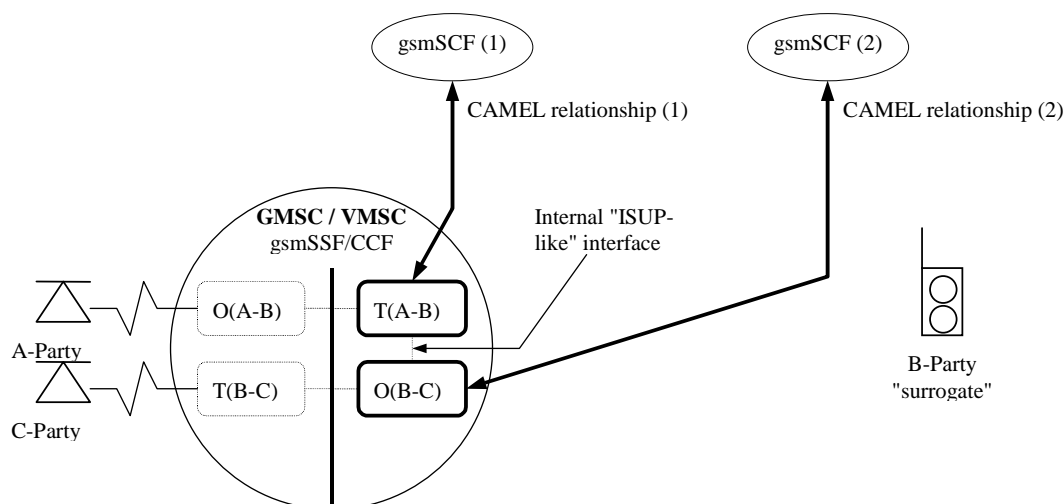 gsmSCF (1)
gsmSCF (2)
CAMEL relationship (1)
CAMEL relationship (2)
GMSC / VMSC
gsmSSF/CCF
Internal "ISUP-
like" interface
O(A-B)
T(A-B)
A-Party
T(B-C)
O(B-C)
B-Party
"surrogate"
C-Party